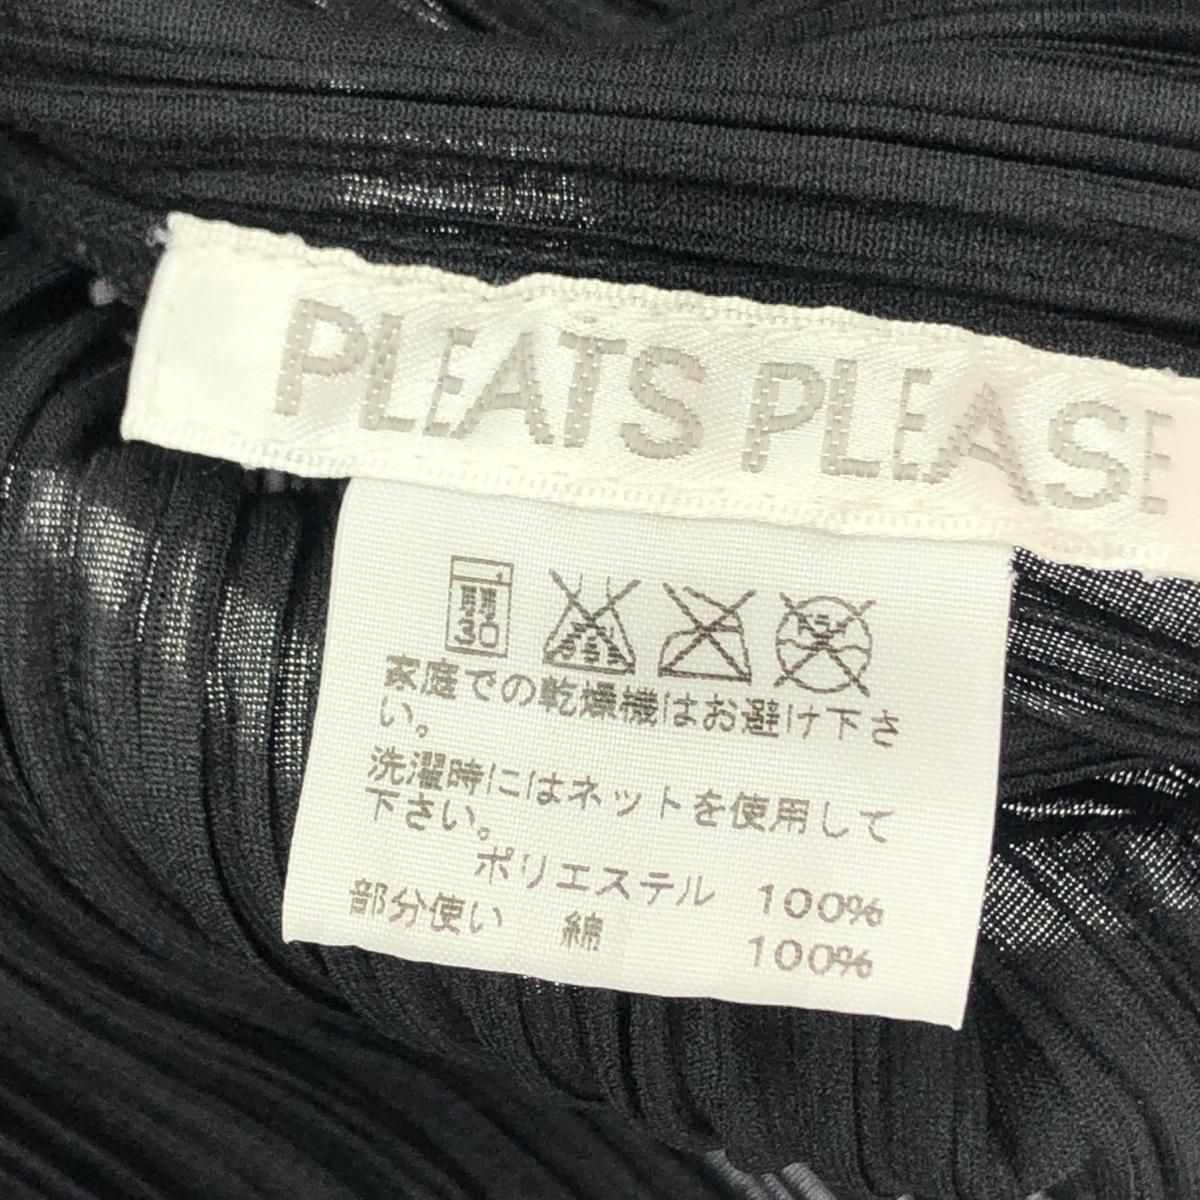 PLEATS PLEASE
弱
30
家庭での乾燥機はお避け下さ
い。
洗濯時にはネットを使用して
下さい。
ポリエステル 100%
部分使い 綿 100%